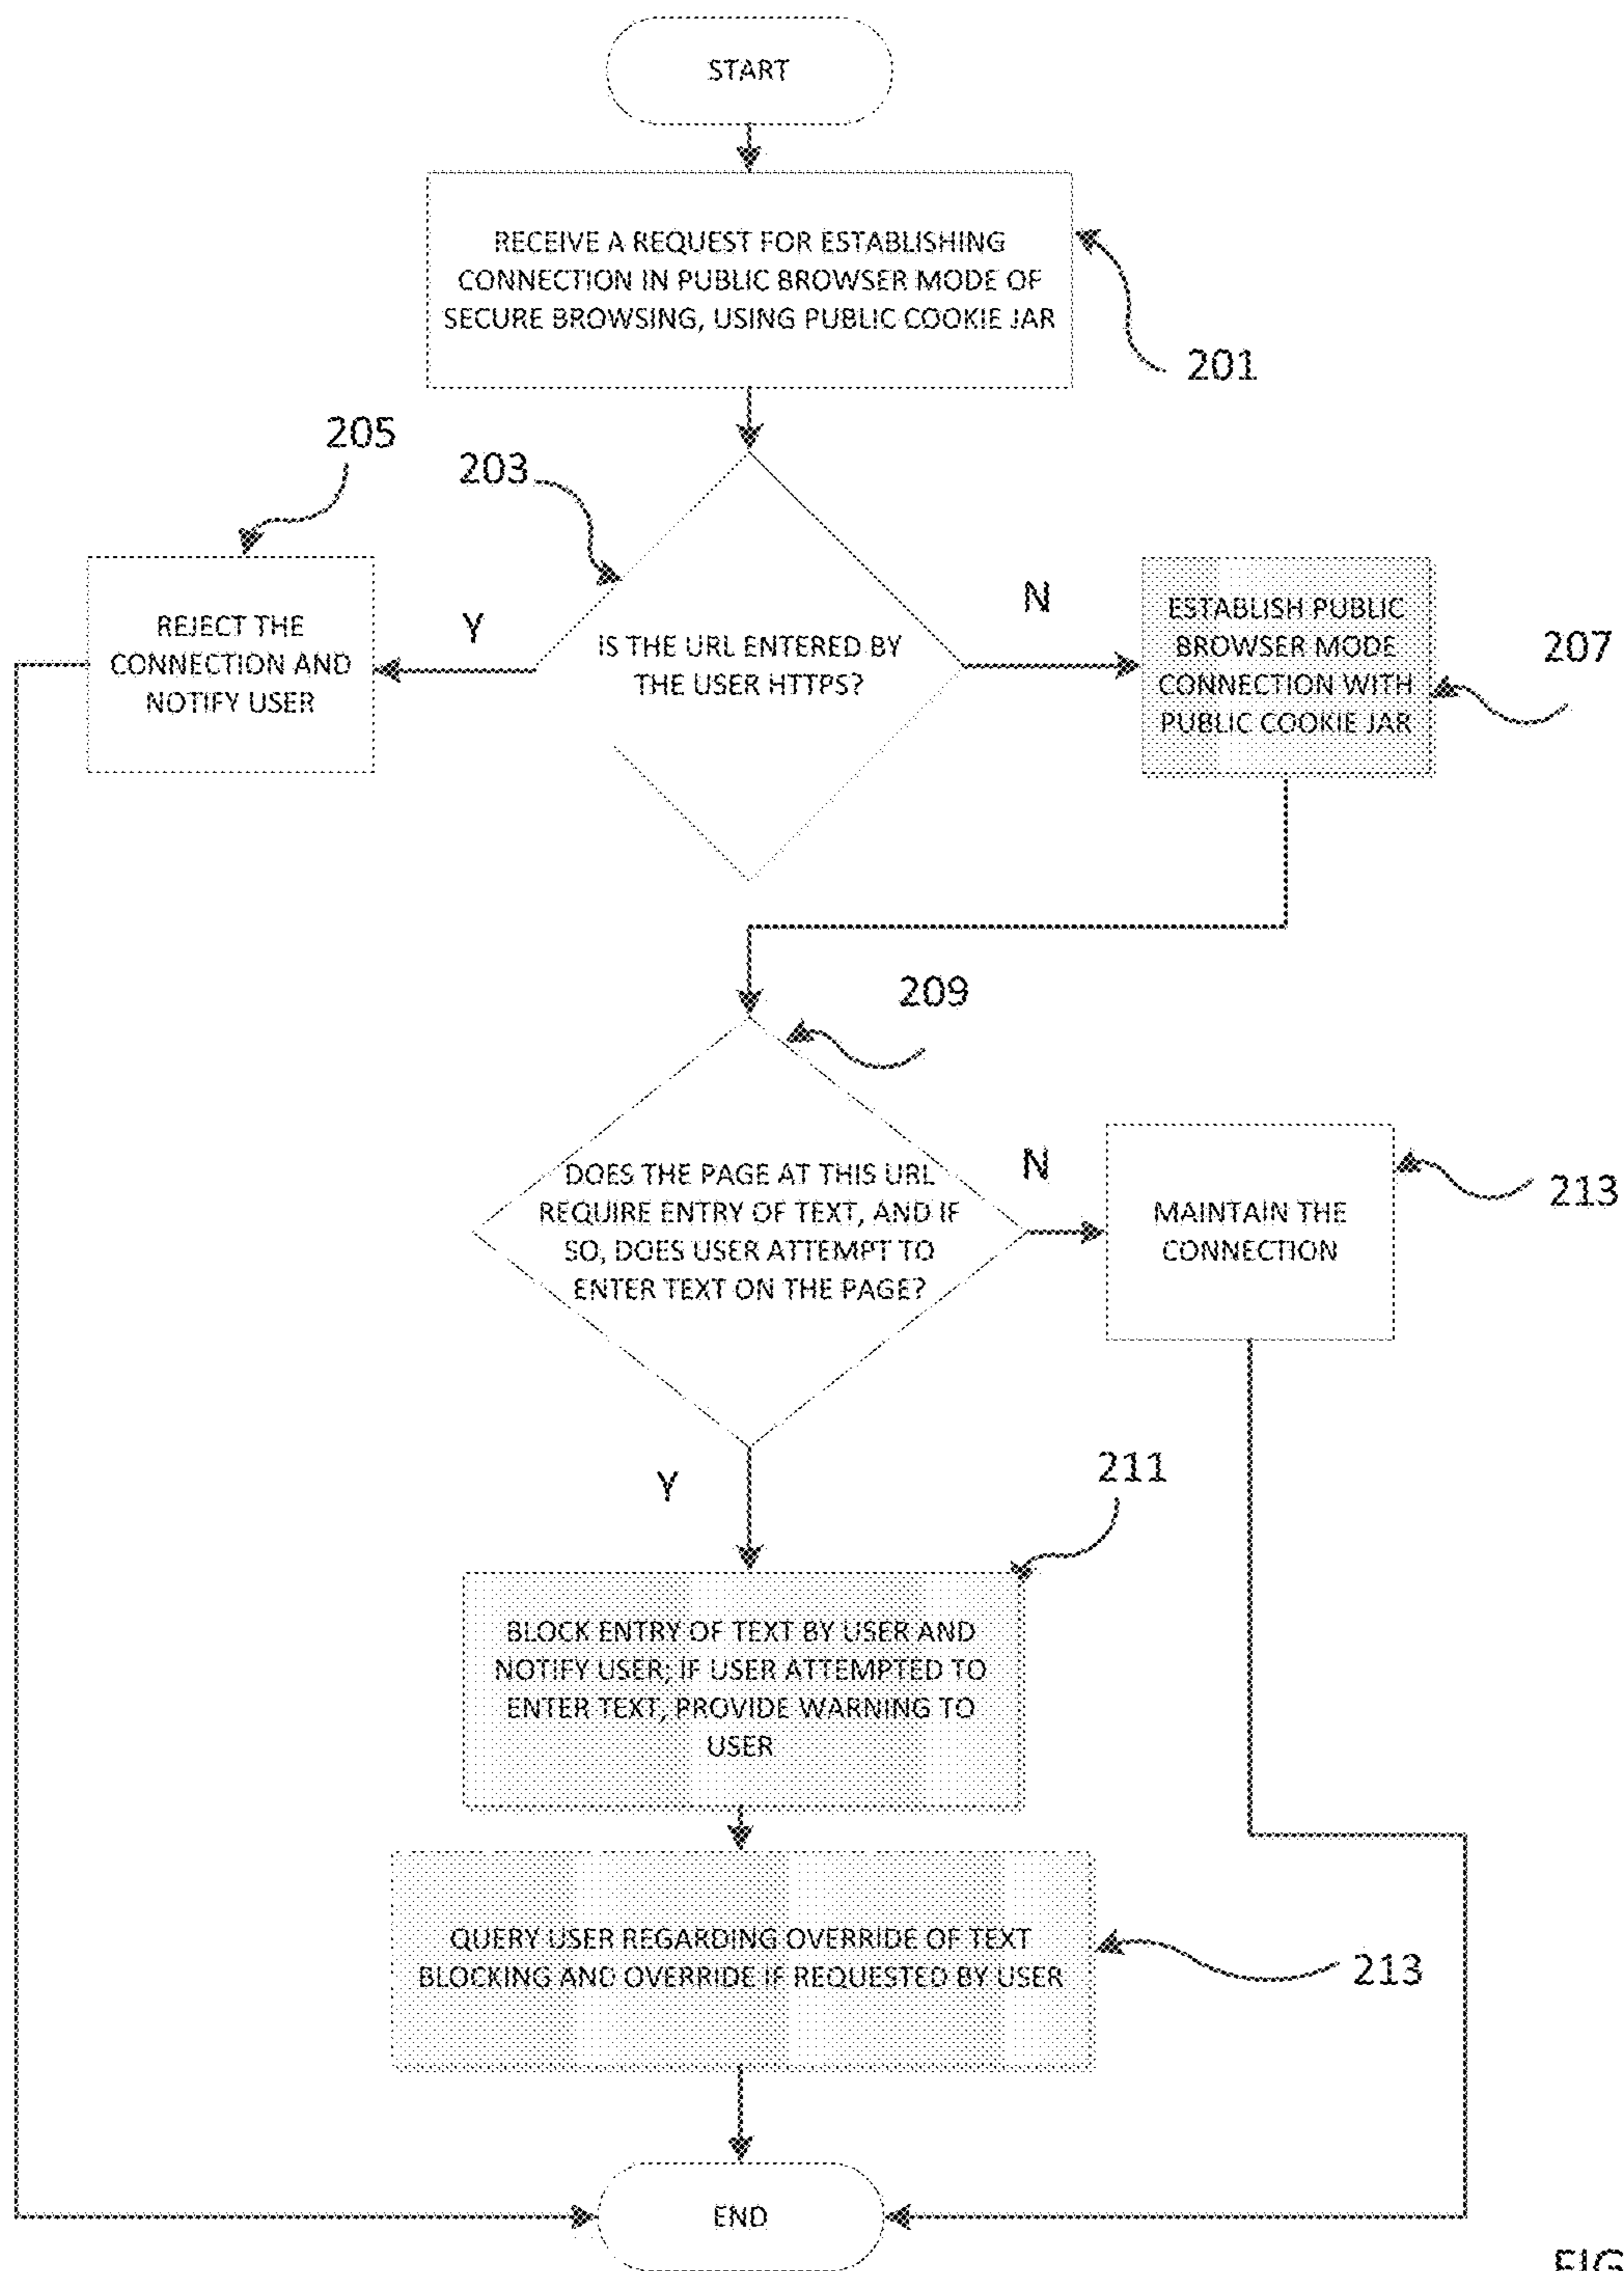 START
RECEIVE A REQUEST FOR ESTABLISHING
CONNECTION IN PUBLIC BROWSER MODE OF
SECURE BROWSING, USING PUBLIC COOKIE JAR
201
205
203
REJECT THE
CONNECTION AND
NOTIFY USER
Y
IS THE URL ENTERED BY
THE USER HTTPS?
N
ESTABLISH PUBLIC
BROWSER MODE
CONNECTION WITH
PUBLIC COOKIE JAR
207
209
DOES THE PAGE AT THIS URL
REQUIRE ENTRY OF TEXT, AND IF
SO, DOES USER ATTEMPT TO
ENTER TEXT ON THE PAGE?
N
MAINTAIN THE
CONNECTION
213
Y
211
BLOCK ENTRY OF TEXT BY USER AND
NOTIFY USER; IF USER ATTEMPTED TO
ENTER TEXT, PROVIDE WARNING TO
USER
QUERY USER REGARDING OVERRIDE OF TEXT
BLOCKING AND OVERRIDE IF REQUESTED BY USER
213
END
FIG